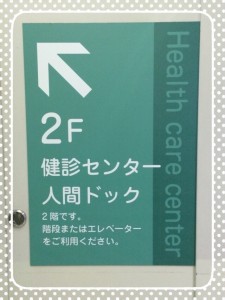 2F
健診センター
人間ドック
2階です。
階段またはエレベーター
をご利用ください。
Health care center